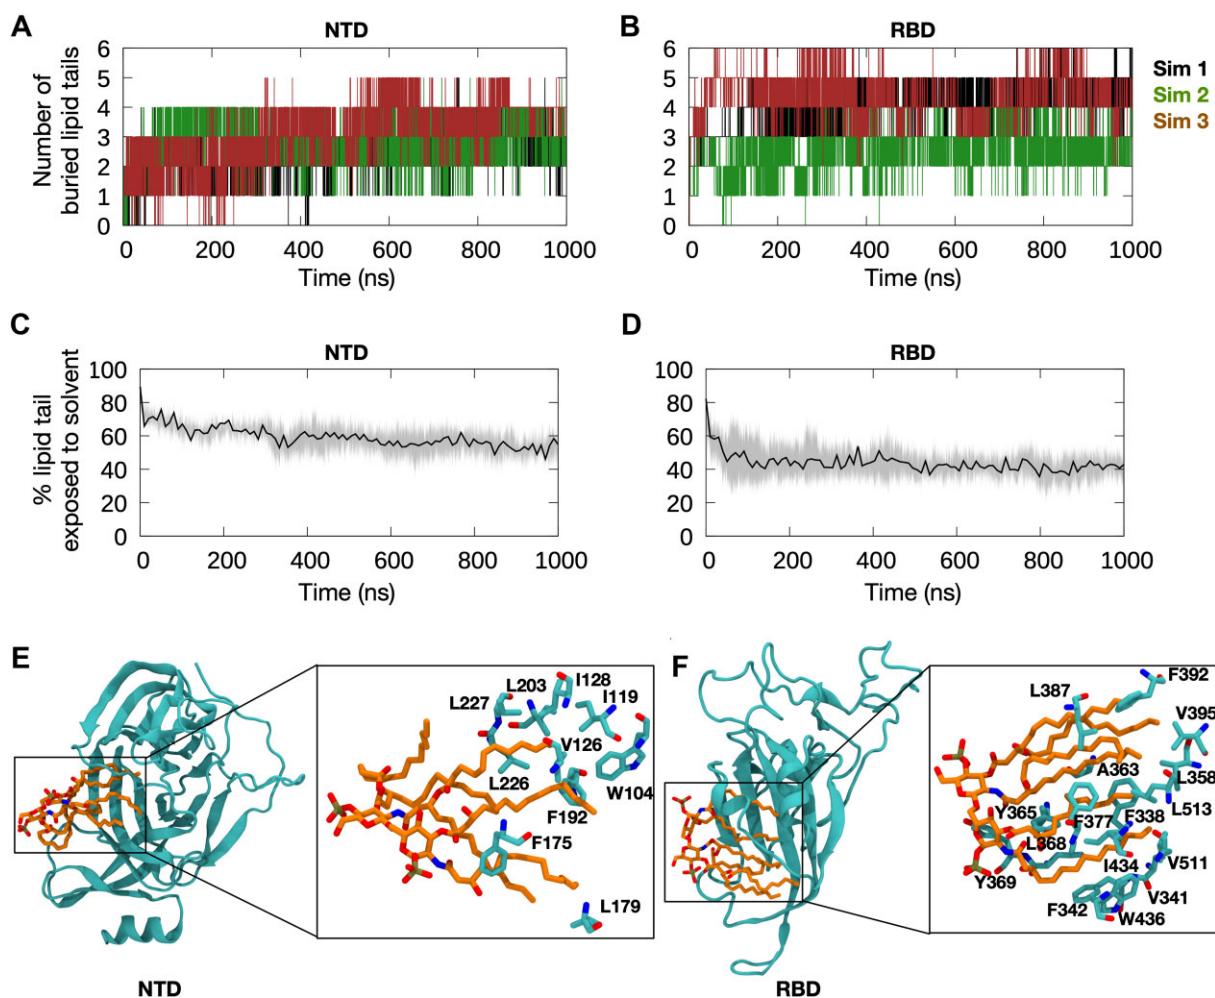 A
NTD
Number of
buried lipid tails
6
5
4
3
2
1
0
0 200 400 600 800 1000
Time (ns)
B
RBD
6
5
4
3
2
1
0
0 200 400 600 800 1000
Time (ns)
Sim 1
Sim 2
Sim 3
C
NTD
% lipid tail
exposed to solvent
100
80
60
40
20
0
0 200 400 600 800 1000
Time (ns)
D
RBD
100
80
60
40
20
0
0 200 400 600 800 1000
Time (ns)
E
L227
L203
I128
I119
V126
L226
W104
F192
F175
L179
NTD
F
F392
L387
V395
A363
L358
Y365
F377
F338
L513
L368
I434
V511
Y369
V341
F342
W436
RBD